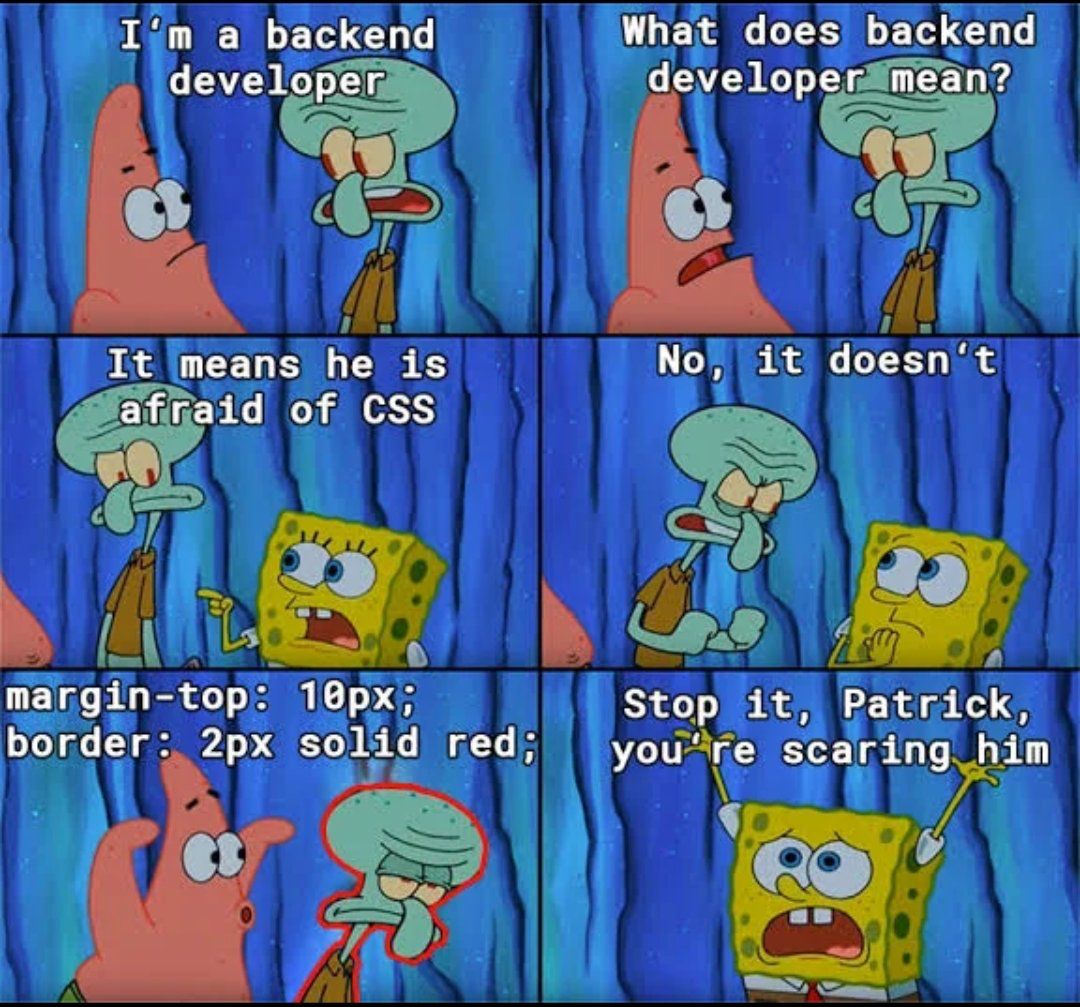 I‘m a backend
developer
What does backend
developer mean?
It means he is
afraid of CSS
No, it doesn‘t
margin-top: 10px;
border: 2px solid red;
Stop it, Patrick,
you‘re scaring him